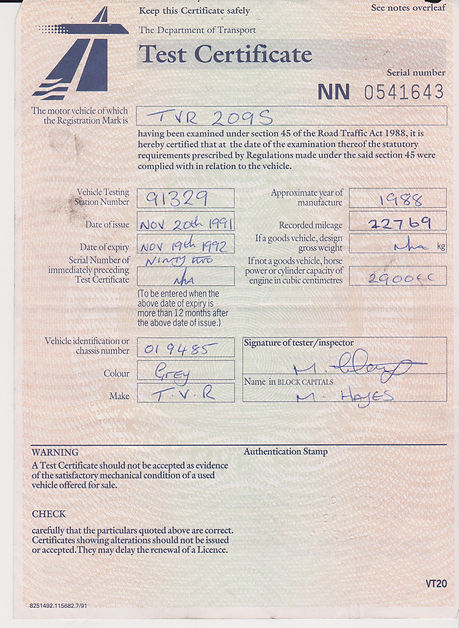 Keep this Certificate safely
See notes overleaf
The Department of Transport
Test Certificate
Serial number
NN 0541643
The motor vehicle of which
the Registration Mark is
TVR 209S
having been examined under section 45 of the Road Traffic Act 1988, it is
hereby certified that at the date of the examination thereof the statutory
requirements prescribed by Regulations made under the said section 45 were
complied with in relation to the vehicle.
Vehicle Testing
Station Number
91329
Approximate year of
manufacture
1988
Date of issue
NOV 20th 1991
Recorded mileage
22769
Date of expiry
NOV 19th 1992
NINTY TWO
If a goods vehicle, design
gross weight
N/A kg
Serial Number of
immediately preceding
Test Certificate
N/A
If not a goods vehicle, horse
power or cylinder capacity of
engine in cubic centimetres
2900CC
(To be entered when the
above date of expiry is
more than 12 months after
the above date of issue.)
Vehicle identification or
chassis number
019485
Signature of tester/inspector
Colour
Grey
Name in BLOCK CAPITALS
M. HAYES
Make
T.V.R
WARNING
A Test Certificate should not be accepted as evidence
of the satisfactory mechanical condition of a used
vehicle offered for sale.
Authentication Stamp
CHECK
carefully that the particulars quoted above are correct.
Certificates showing alterations should not be issued
or accepted. They may delay the renewal of a Licence.
VT20
8251492.115682.7/91